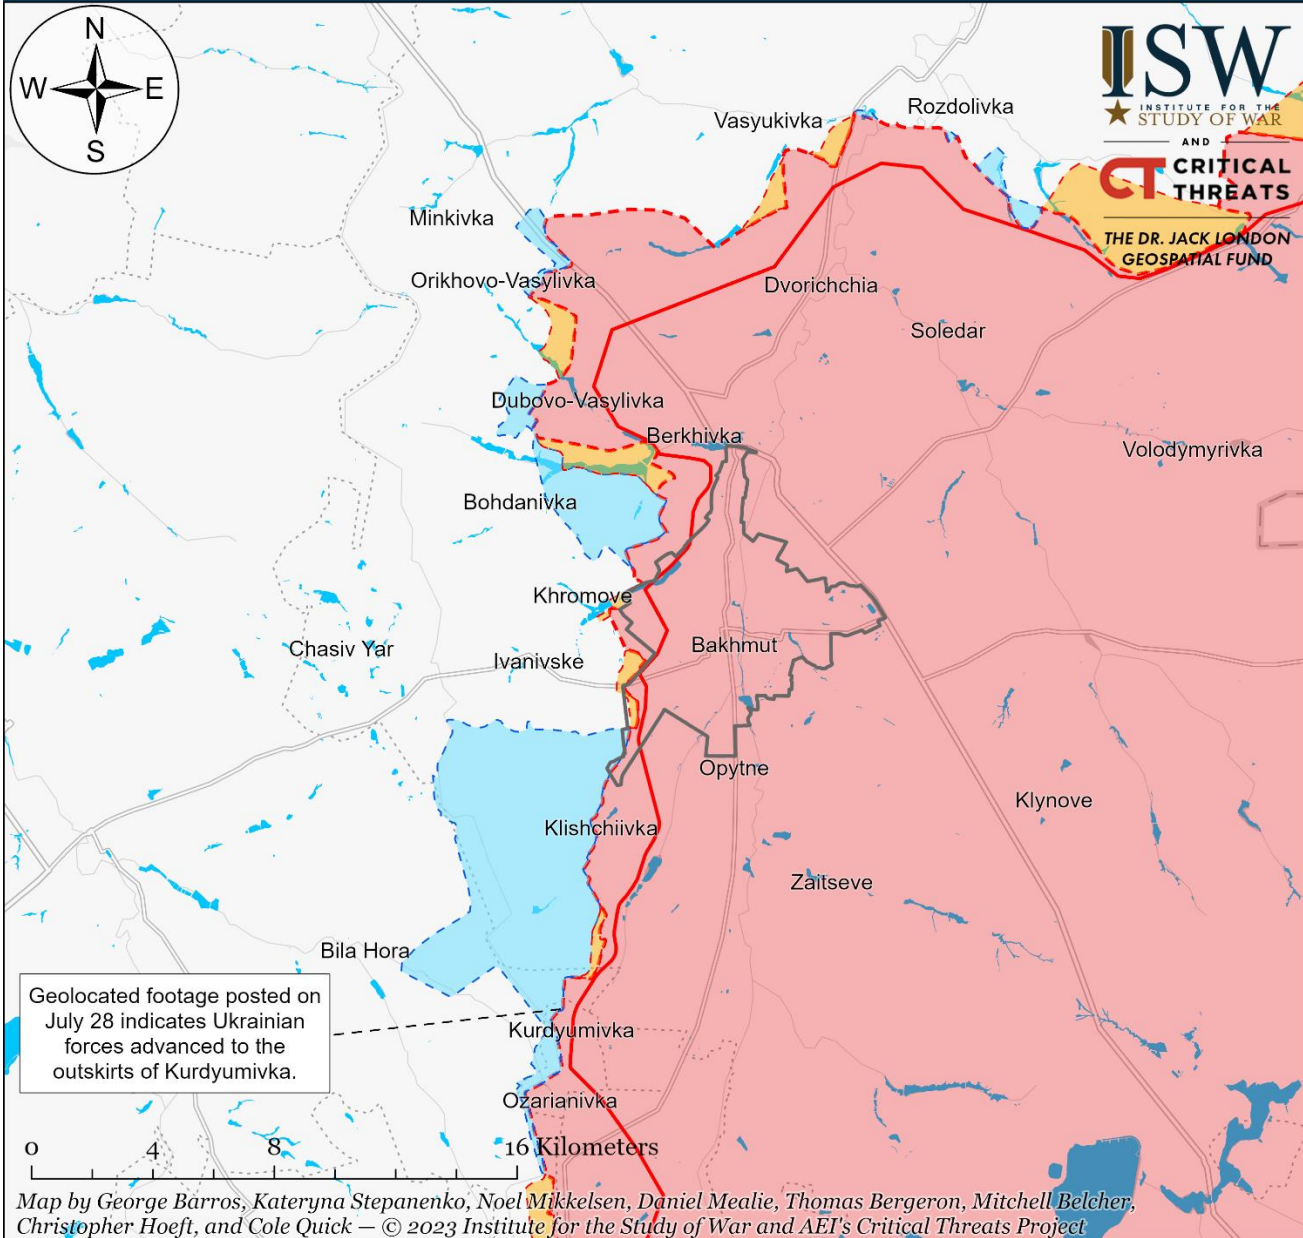 N
W
E
S
ISW
INSTITUTE FOR THE
STUDY OF WAR
AND
CT CRITICAL
THREATS
THE DR. JACK LONDON
GEOSPATIAL FUND
Rozdolivka
Vasyukivka
Minkivka
Orikhovo-Vasylivka
Dvorichchia
Soledar
Dubovo-Vasylivka
Berkhivka
Volodymyrivka
Bohdanivka
Khromove
Chasiv Yar
Ivanivske
Bakhmut
Opytne
Klynove
Klishchiivka
Zaitseve
Bila Hora
Geolocated footage posted on
July 28 indicates Ukrainian
forces advanced to the
outskirts of Kurdyumivka.
Kurdyumivka
Ozarianivka
0 4 8 16 Kilometers
Map by George Barros, Kateryna Stepanenko, Noel Mikkelsen, Daniel Mealie, Thomas Bergeron, Mitchell Belcher,
Christopher Hoeft, and Cole Quick — © 2023 Institute for the Study of War and AEI's Critical Threats Project